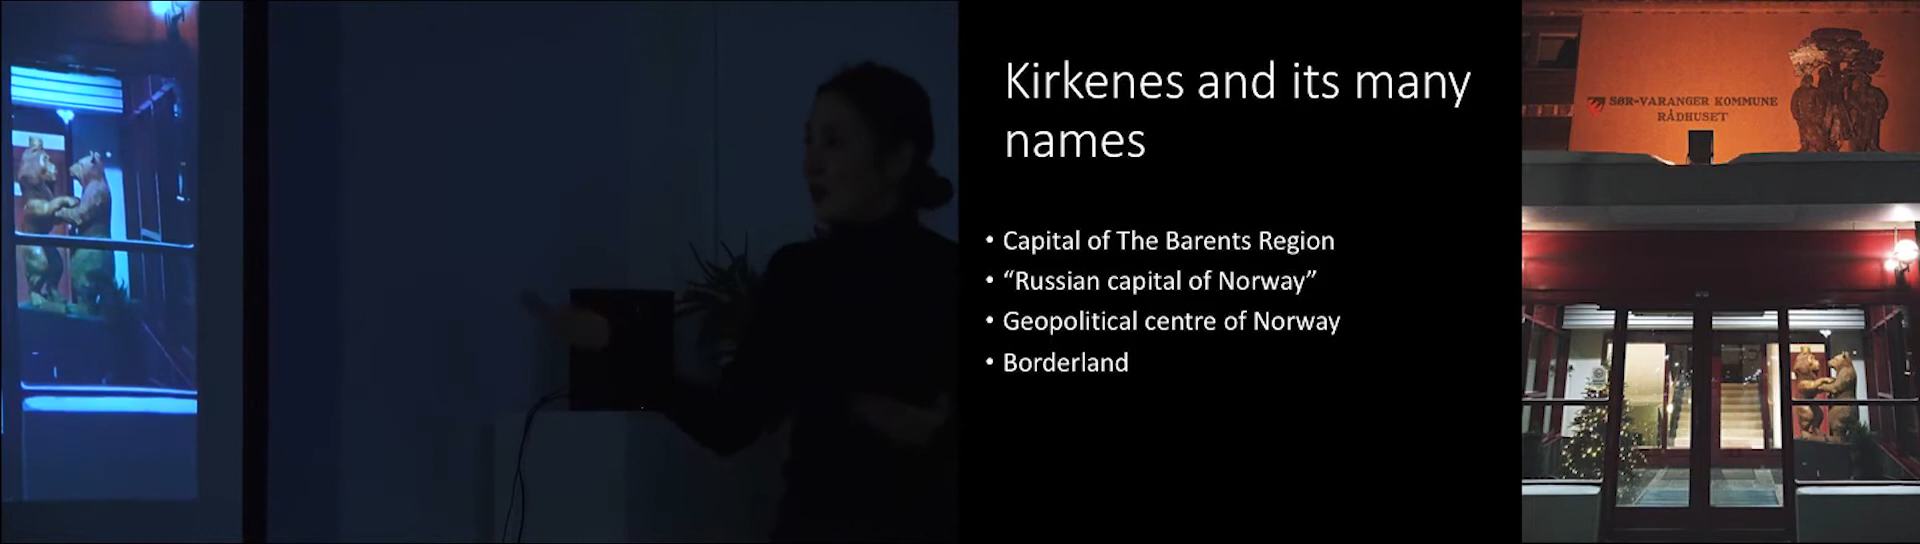 Kirkenes and its many
names
• Capital of The Barents Region
• “Russian capital of Norway”
• Geopolitical centre of Norway
• Borderland
SØR-VARANGER KOMMUNE
RÅDHUSET